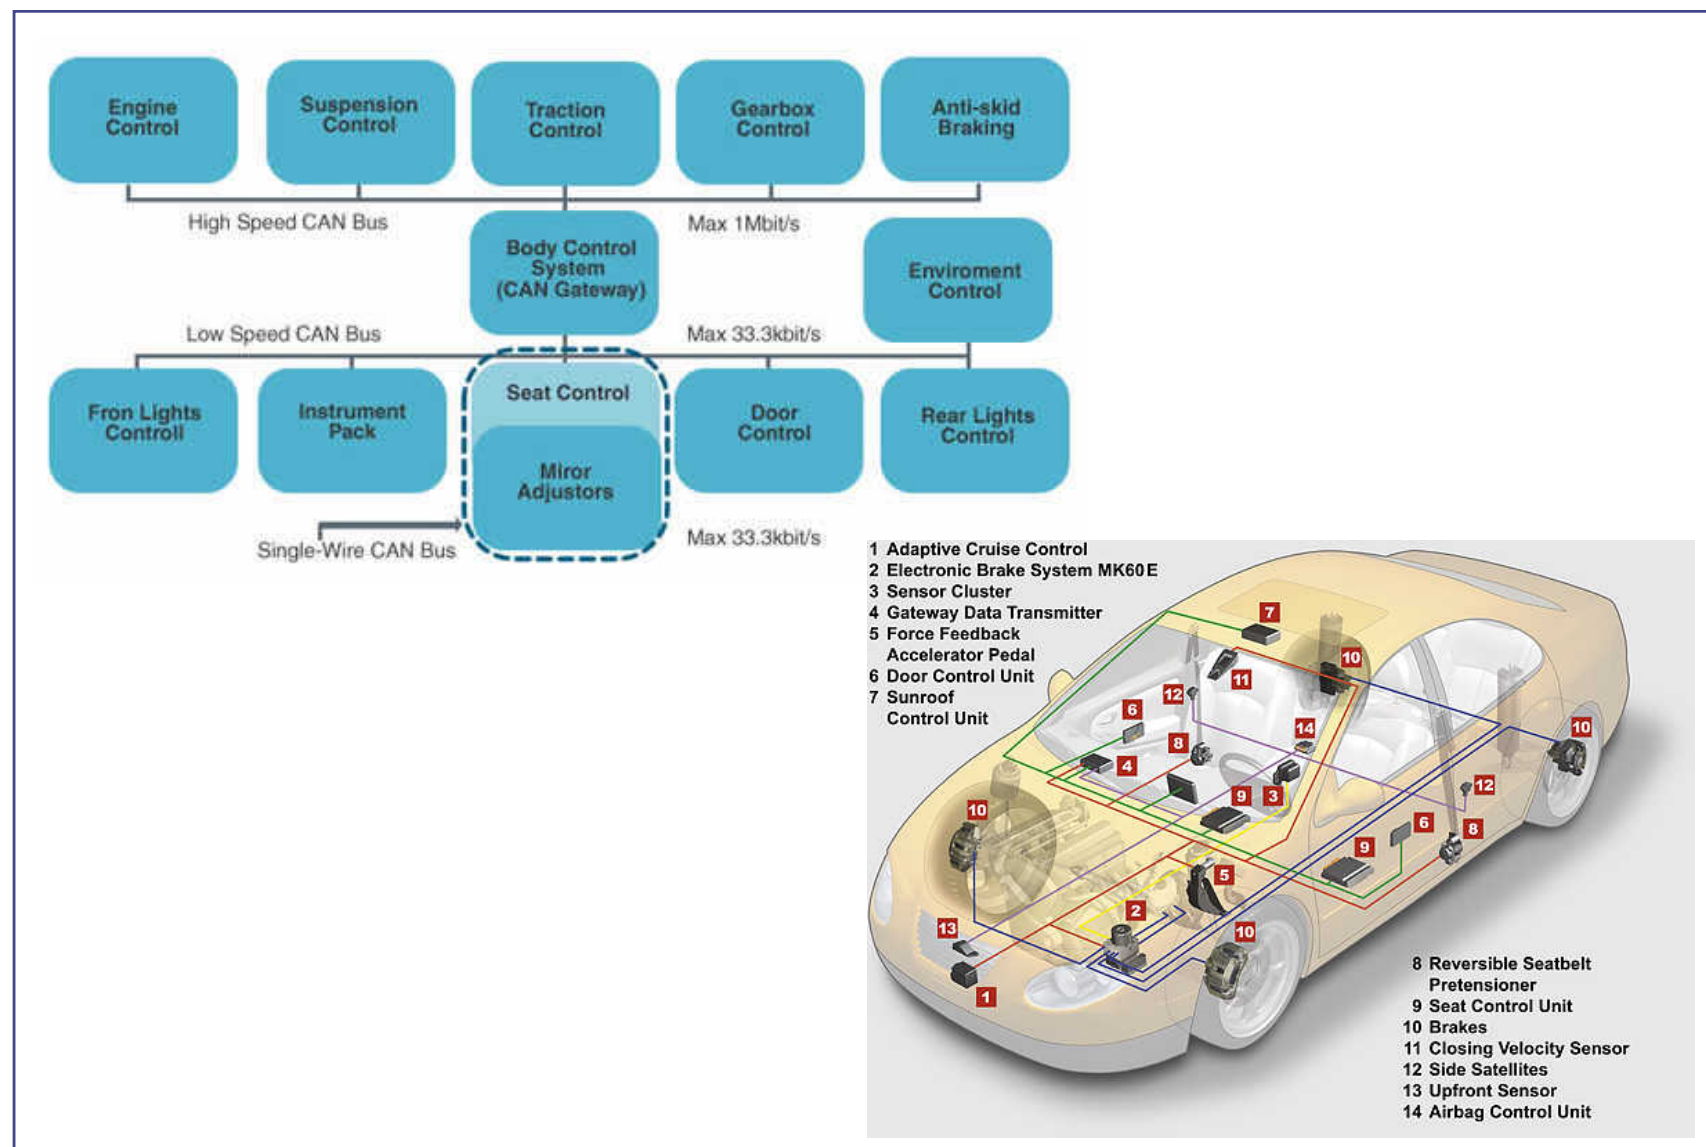 Engine
Control
Suspension
Control
Traction
Control
Gearbox
Control
Anti-skid
Braking
High Speed CAN Bus
Max 1Mbit/s
Body Control
System
(CAN Gateway)
Enviroment
Control
Low Speed CAN Bus
Max 33.3kbit/s
Fron Lights
Controll
Instrument
Pack
Seat Control
Miror
Adjustors
Door
Control
Rear Lights
Control
Single-Wire CAN Bus
Max 33.3kbit/s
1 Adaptive Cruise Control
2 Electronic Brake System MK60E
3 Sensor Cluster
4 Gateway Data Transmitter
5 Force Feedback
Accelerator Pedal
6 Door Control Unit
7 Sunroof
Control Unit
7
10
11
12
6
14
10
8
4
12
9
3
10
6
8
9
5
2
13
10
1
8 Reversible Seatbelt
Pretensioner
9 Seat Control Unit
10 Brakes
11 Closing Velocity Sensor
12 Side Satellites
13 Upfront Sensor
14 Airbag Control Unit